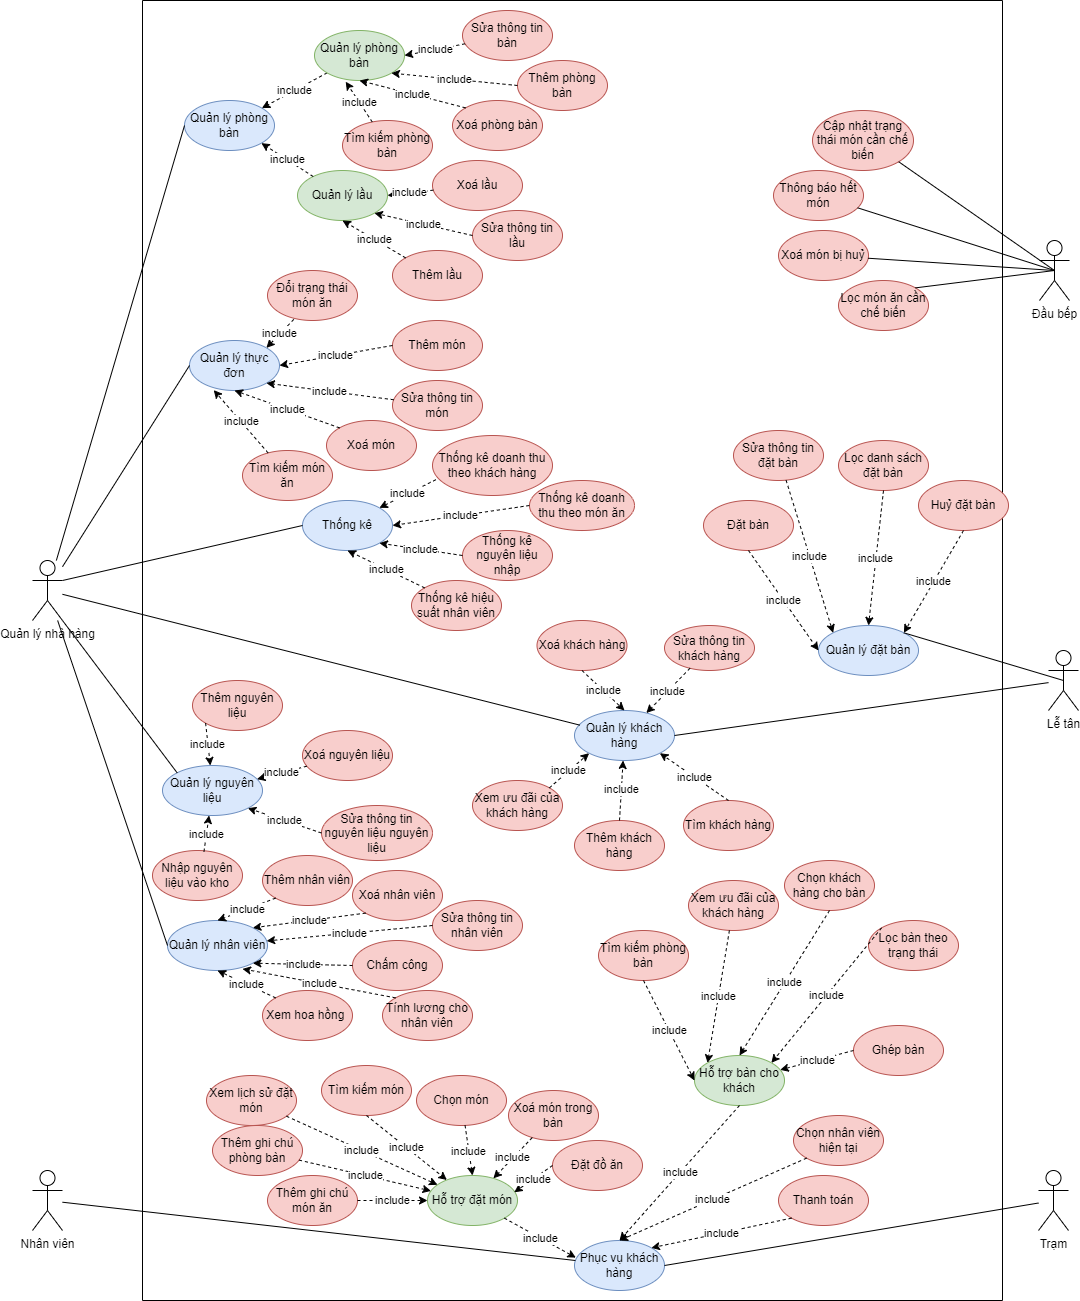 Sửa thông tin
bàn
Quản lý phòng
bàn
include
Thêm phòng
bàn
include
include
include
include
Quản lý phòng
bàn
Xoá phòng bàn
Tìm kiếm phòng
bàn
include
Quản lý lầu
include
Xoá lầu
include
Sửa thông tin
lầu
include
Thêm lầu
Cập nhật trạng
thái món cần chế
biến
Thông báo hết
món
Xoá món bị huỷ
Lọc món ăn cần
chế biến
Đầu bếp
Đổi trạng thái
món ăn
include
Quản lý thực
đơn
include
Thêm món
include
Sửa thông tin
món
include
include
Xoá món
Tìm kiếm món
ăn
Thống kê doanh thu
theo khách hàng
include
Thống kê doanh
thu theo món ăn
Thống kê
include
include
Thống kê
nguyên liệu
nhập
include
Thống kê hiệu
suất nhân viên
Sửa thông tin
đặt bàn
Lọc danh sách
đặt bàn
Huỷ đặt bàn
Đặt bàn
include
include
include
include
Quản lý đặt bàn
Lễ tân
Quản lý nhà hàng
Xoá khách hàng
Sửa thông tin
khách hàng
include
include
Quản lý khách
hàng
include
include
include
Xem ưu đãi của
khách hàng
Thêm khách
hàng
Tìm khách hàng
Thêm nguyên
liệu
include
Xoá nguyên liệu
include
Quản lý nguyên
liệu
include
Sửa thông tin
nguyên liệu nguyên
liệu
include
Nhập nguyên
liệu vào kho
Thêm nhân viên
Xoá nhân viên
include
include
Sửa thông tin
nhân viên
include
Quản lý nhân viên
include
Chấm công
include
include
Xem hoa hồng
Tính lương cho
nhân viên
Chọn khách
hàng cho bàn
Xem ưu đãi của
khách hàng
Tìm kiếm phòng
bàn
Lọc bàn theo
trạng thái
include
include
include
include
Ghép bàn
include
Hỗ trợ bàn cho
khách
Xem lịch sử đặt
món
Tìm kiếm món
Chọn món
Xoá món trong
bàn
Thêm ghi chú
phòng bàn
include
include
include
include
Đặt đồ ăn
include
include
Thêm ghi chú
món ăn
include
Hỗ trợ đặt món
include
Chọn nhân viên
hiện tại
include
Thanh toán
include
include
Phục vụ khách
hàng
Nhân viên
Trạm